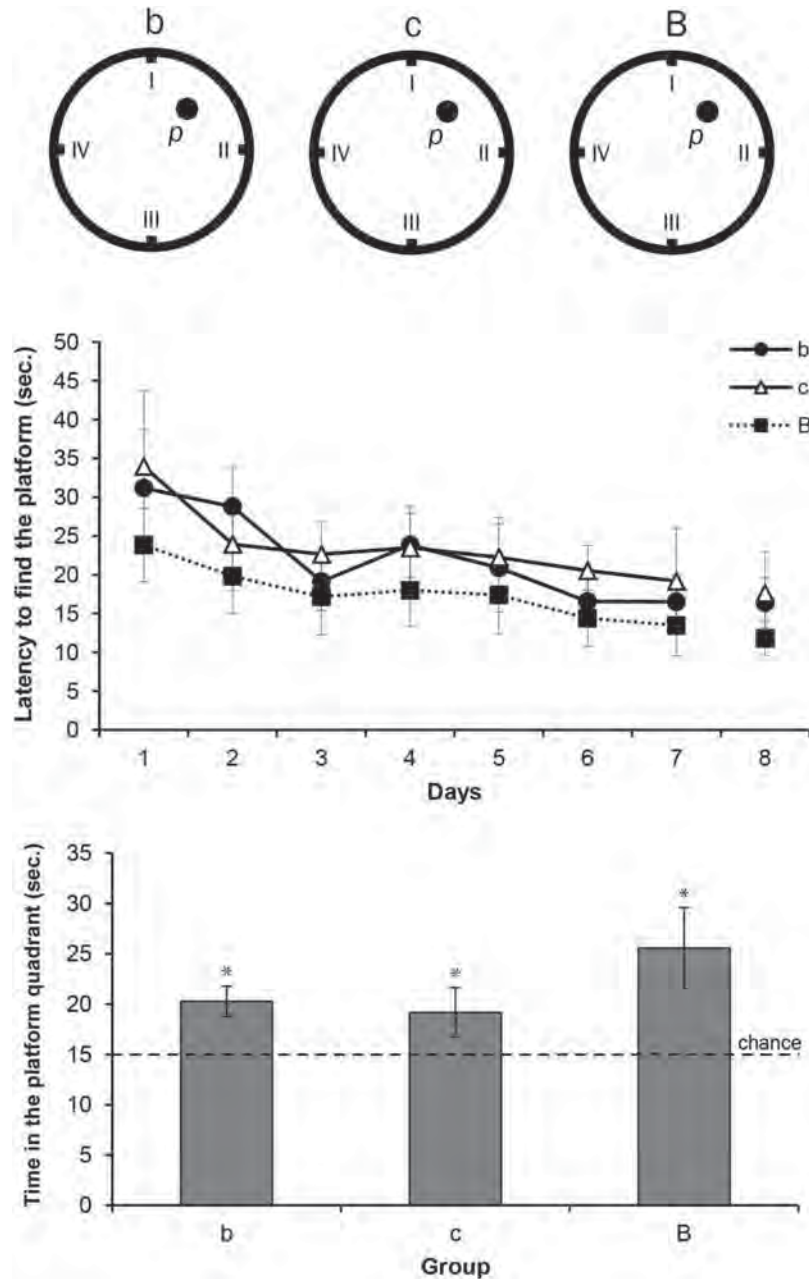 b c B
I I I
p p p
IV II IV II IV II
III III III
50
45
40
35
30
25
20
15
10
5
0
Latency to find the platform (sec.)
b
c
B
1 2 3 4 5 6 7 8
Days
35
30
25
20
15
10
5
0
Time in the platform quadrant (sec.)
* * *
chance
b c B
Group